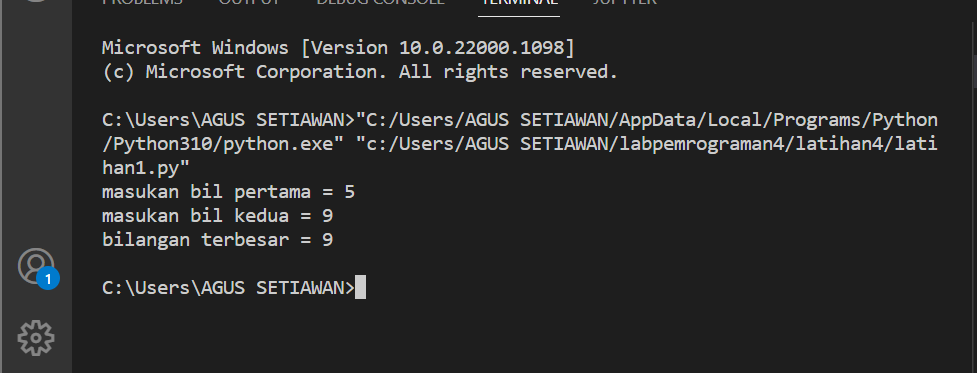 PROBLEMS OUTPUT DEBUG CONSOLE TERMINAL JUPYTER
Microsoft Windows [Version 10.0.22000.1098]
(c) Microsoft Corporation. All rights reserved.
C:\Users\AGUS SETIAWAN>"C:/Users/AGUS SETIAWAN/AppData/Local/Programs/Python
/Python310/python.exe" "c:/Users/AGUS SETIAWAN/labpemrograman4/latihan4/lati
han1.py"
masukan bil pertama = 5
masukan bil kedua = 9
bilangan terbesar = 9
1
C:\Users\AGUS SETIAWAN>